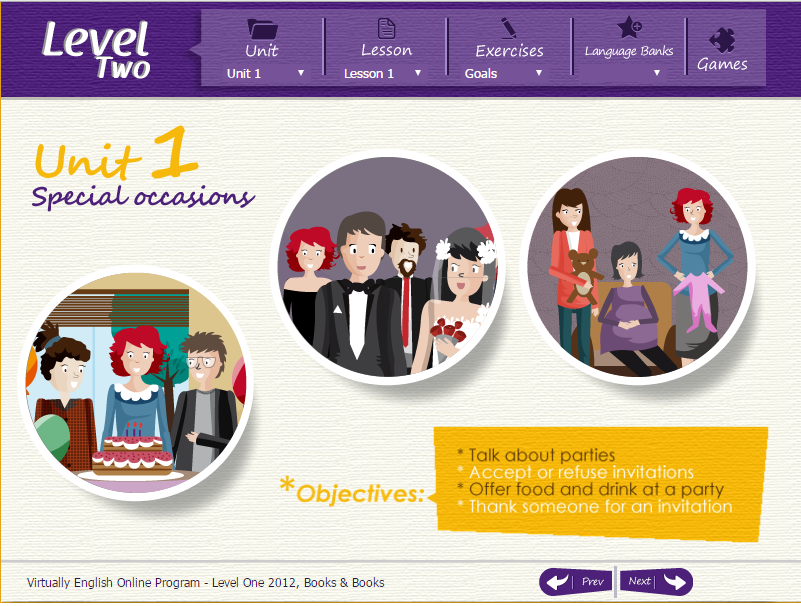 Level
Two
Unit
Lesson
Exercises
Language Banks
Games
Unit 1
Lesson 1
Goals
Unit 1
Special occasions
*Objectives:
* Talk about parties
* Accept or refuse invitations
* Offer food and drink at a party
* Thank someone for an invitation
Virtually English Online Program - Level One 2012, Books & Books
Prev
Next